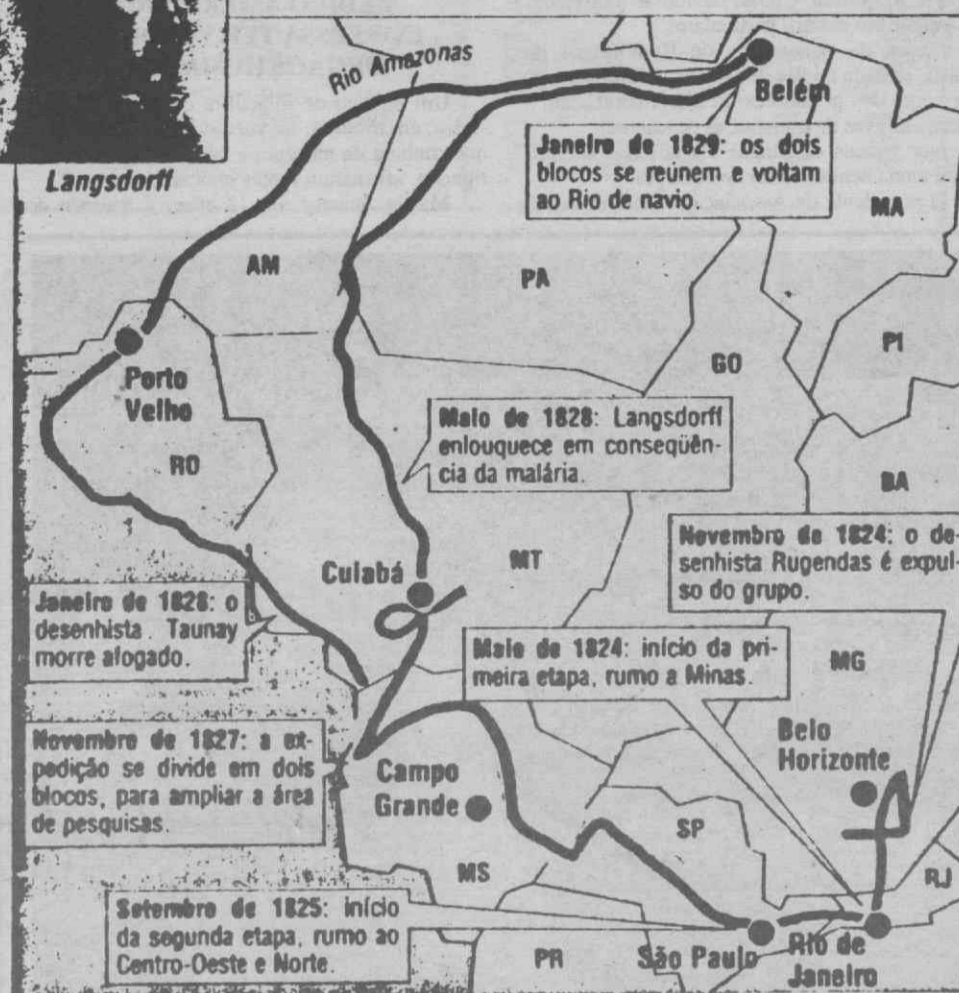 Langsdorff
Rio Amazonas
Belém
Janeiro de 1829: os dois
blocos se reúnem e voltam
ao Rio de navio.
MA
AM
PA
PI
GO
Porto
Velho
Maio de 1828: Langsdorff
enlouquece em conseqüên-
cia da malária.
RO
BA
Novembro de 1824: o de-
senhista Rugendas é expul-
so do grupo.
MT
Cuiabá
Janeiro de 1828: o
desenhista Taunay
morre afogado.
Maio de 1824: início da pri-
meira etapa, rumo a Minas.
MG
Belo
Horizonte
Novembro de 1827: a ex-
pedição se divide em dois
blocos, para ampliar a área
de pesquisas.
Campo
Grande
SP
MS
RJ
Setembro de 1825: início
da segunda etapa, rumo ao
Centro-Oeste e Norte.
PR
São Paulo
Rio de
Janeiro